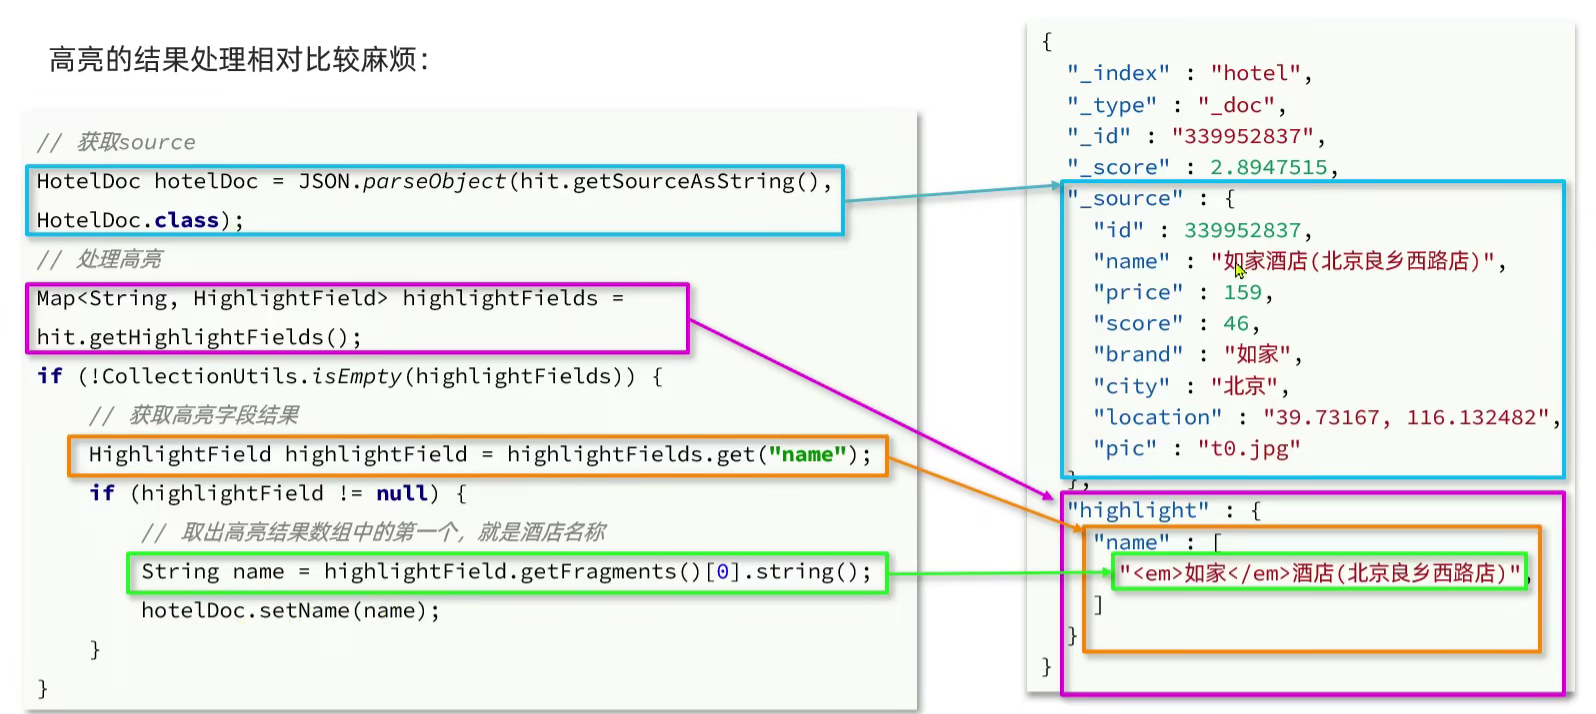 高亮的结果处理相对比较麻烦：
// 获取source
HotelDoc hotelDoc = JSON.parseObject(hit.getSourceAsString(),
HotelDoc.class);
// 处理高亮
Map<String, HighlightField> highlightFields =
hit.getHighlightFields();
if (!CollectionUtils.isEmpty(highlightFields)) {
// 获取高亮字段结果
HighlightField highlightField = highlightFields.get("name");
if (highlightField != null) {
// 取出高亮结果数组中的第一个，就是酒店名称
String name = highlightField.getFragments()[0].string();
hotelDoc.setName(name);
}
}
{
"_index" : "hotel",
"_type" : "_doc",
"_id" : "339952837",
"_score" : 2.8947515,
"_source" : {
"id" : 339952837,
"name" : "如家酒店(北京良乡西路店)",
"price" : 159,
"score" : 46,
"brand" : "如家",
"city" : "北京",
"location" : "39.73167, 116.132482",
"pic" : "t0.jpg"
},
"highlight" : {
"name" : [
"<em>如家</em>酒店(北京良乡西路店)",
]
}
}